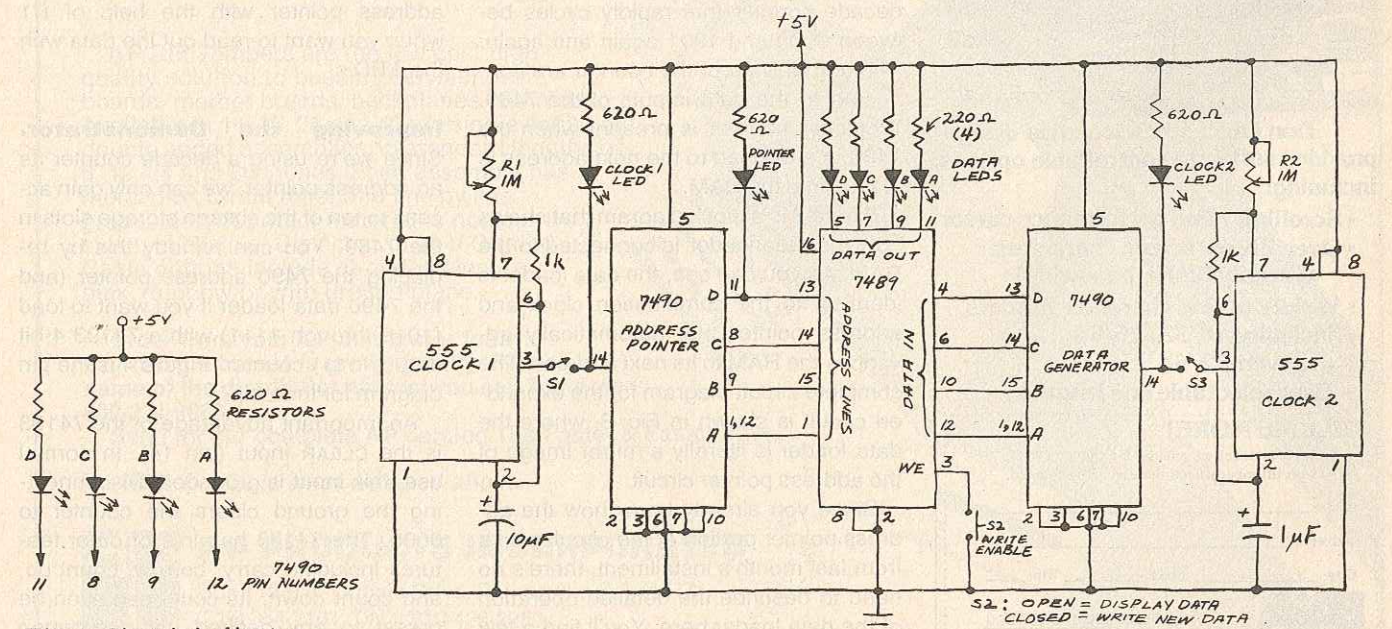 +5V
620Ω
R1
1M
CLOCK 1
LED
1k
4
8
7
6
555
CLOCK 1
3
S1
14
1
2
+
10µF
+5V
620 Ω
RESISTORS
D
C
B
A
11
8
9
12
7490
PIN NUMBERS
5
7490
ADDRESS
POINTER
11
8
C
9
B
1,12
A
2
3
6
7
10
620
Ω
POINTER
LED
220Ω
(4)
DATA
LEDS
D
C
B
A
16
5
7
9
11
DATA OUT
7489
13
14
15
1
ADDRESS LINES
DATA IN
4
6
10
12
WE
3
8
2
S2
WRITE
ENABLE
5
7490
DATA
GENERATOR
13
D
14
C
15
B
1,12
A
14
S3
2
3
6
7
10
620Ω
CLOCK2
LED
R2
1M
1K
7
4
8
6
3
555
CLOCK 2
2
1
+
1µF
S2: OPEN = DISPLAY DATA
CLOSED = WRITE NEW DATA